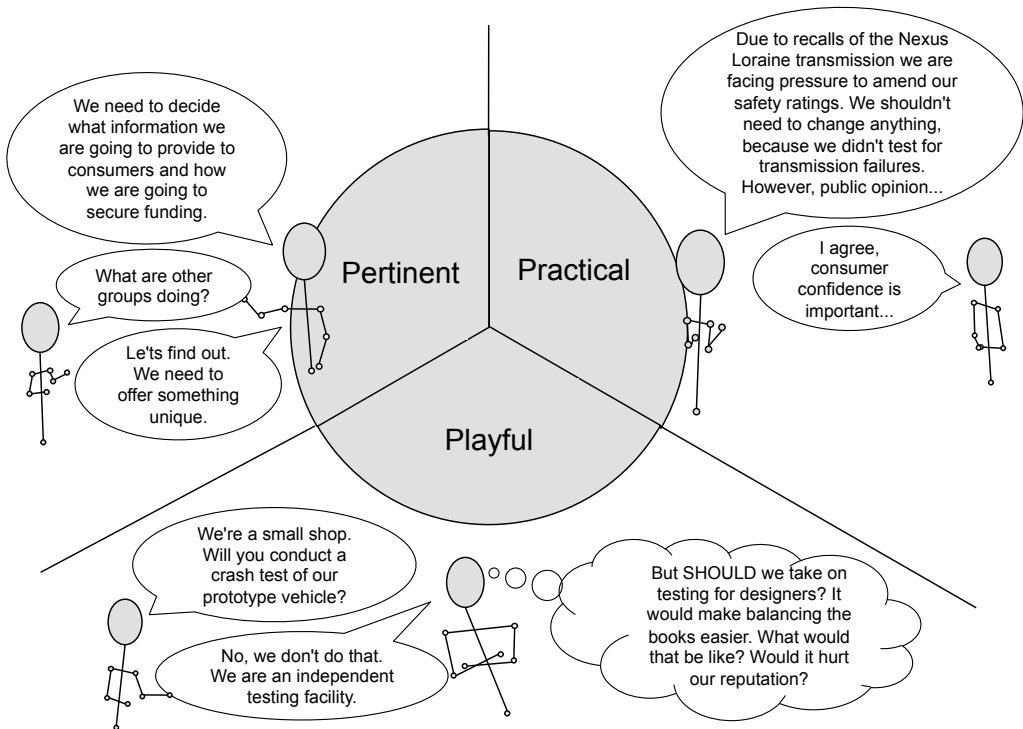 We need to decide
what information we
are going to provide to
consumers and how
we are going to
secure funding.
What are other
groups doing?
Le'ts find out.
We need to
offer something
unique.
Pertinent
Practical
Playful
Due to recalls of the Nexus
Loraine transmission we are
facing pressure to amend our
safety ratings. We shouldn't
need to change anything,
because we didn't test for
transmission failures.
However, public opinion...
I agree,
consumer
confidence is
important...
We're a small shop.
Will you conduct a
crash test of our
prototype vehicle?
No, we don't do that.
We are an independent
testing facility.
But SHOULD we take on
testing for designers? It
would make balancing the
books easier. What would
that be like? Would it hurt
our reputation?